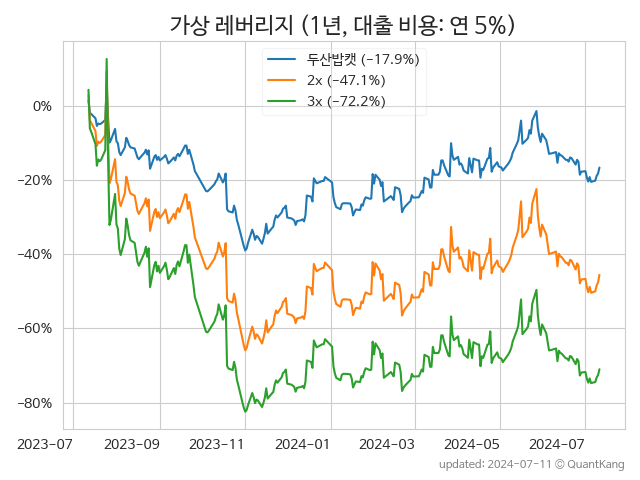 가상 레버리지 (1년, 대출 비용: 연 5%)
두산밥캣 (−17.9%)
2x (−47.1%)
3x (−72.2%)
0%
−20%
−40%
−60%
−80%
2023-07 2023-09 2023-11 2024-01 2024-03 2024-05 2024-07
updated: 2024-07-11 © QuantKang